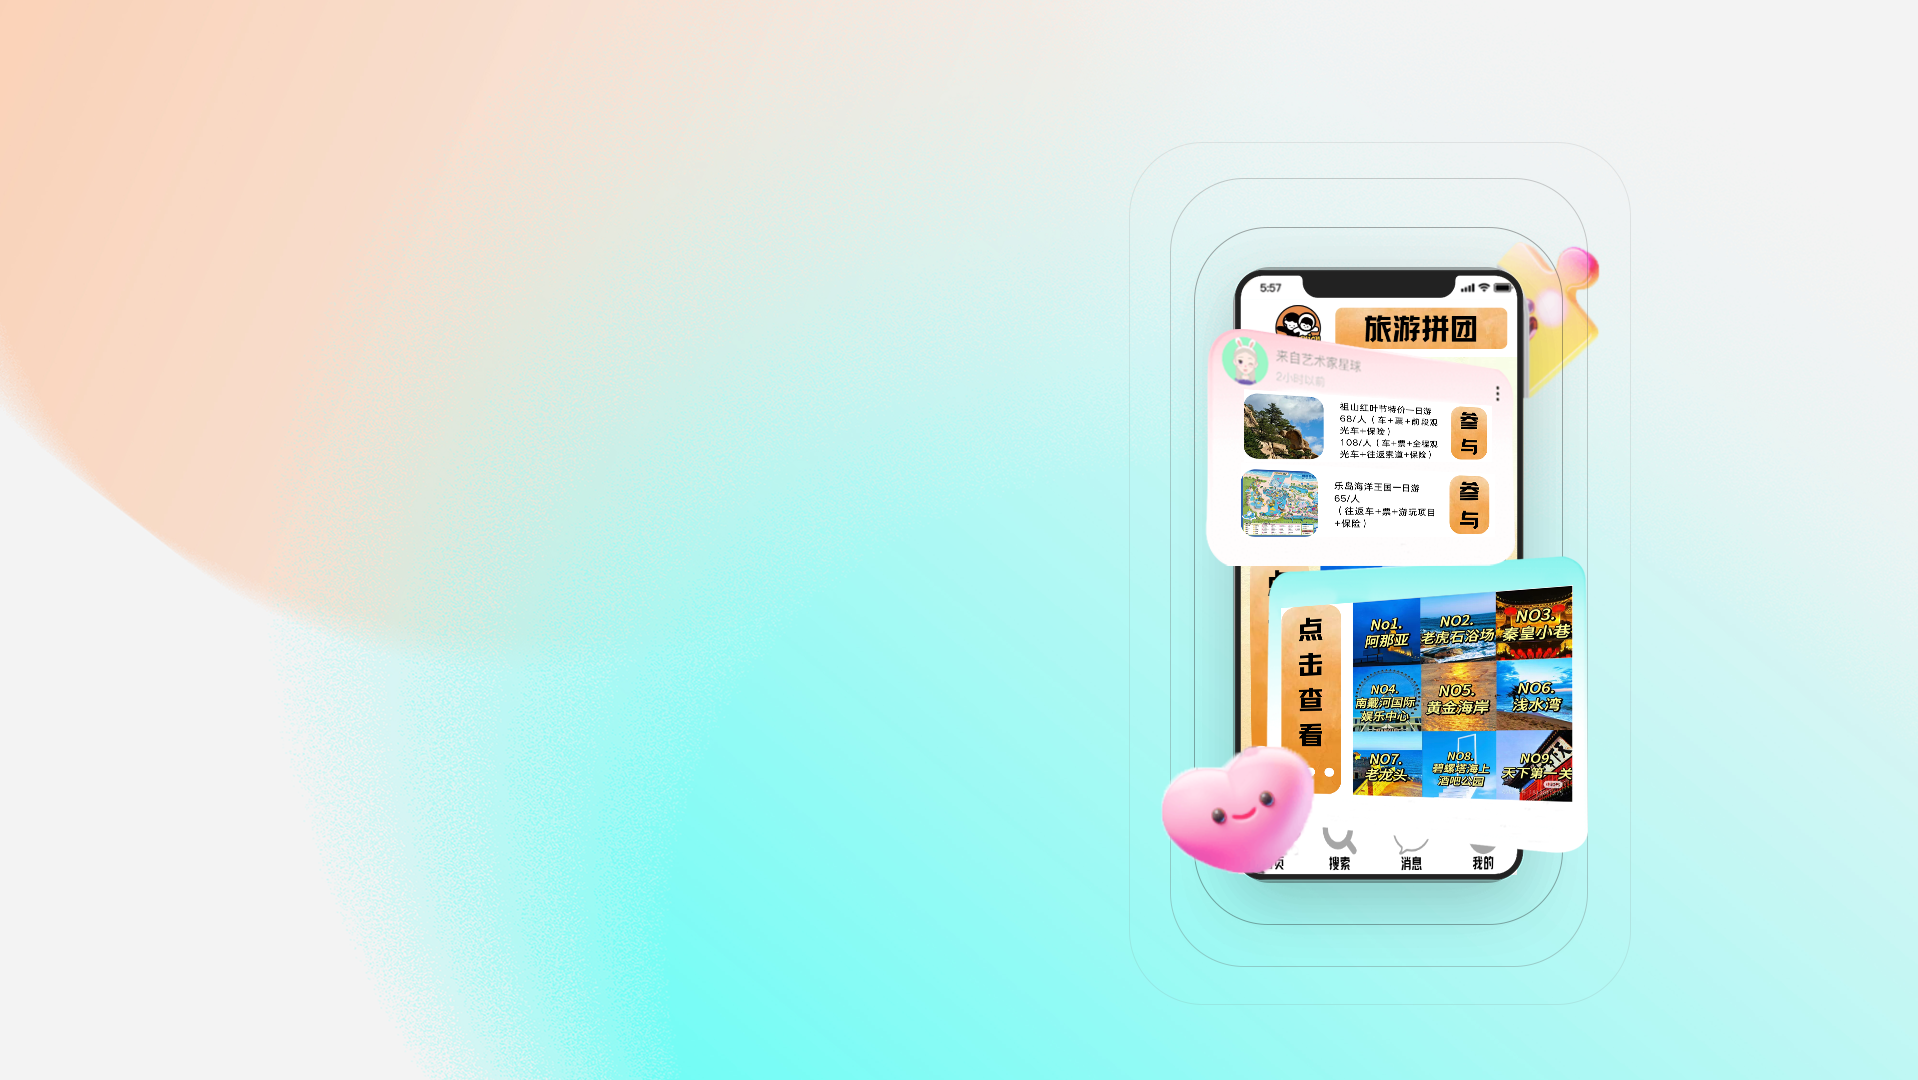 5:57
旅游拼团
来自艺术家星球
2小时以前
祖山红叶节特价一日游
68/人（车+票+前段观
光车+保险）
108/人（车+票+全程观
光车+往返索道+保险）
参
与
乐岛海洋王国一日游
65/人
（往返车+票+游玩项目
+保险）
参
与
点
击
查
看
No1.
阿那亚
NO2.
老虎石浴场
NO3.
秦皇小巷
NO4.
南戴河国际
娱乐中心
NO5.
黄金海岸
NO6.
浅水湾
NO7.
老龙头
NO8.
碧螺塔海上
酒吧公园
NO9.
天下第一关
页
搜索
消息
我的